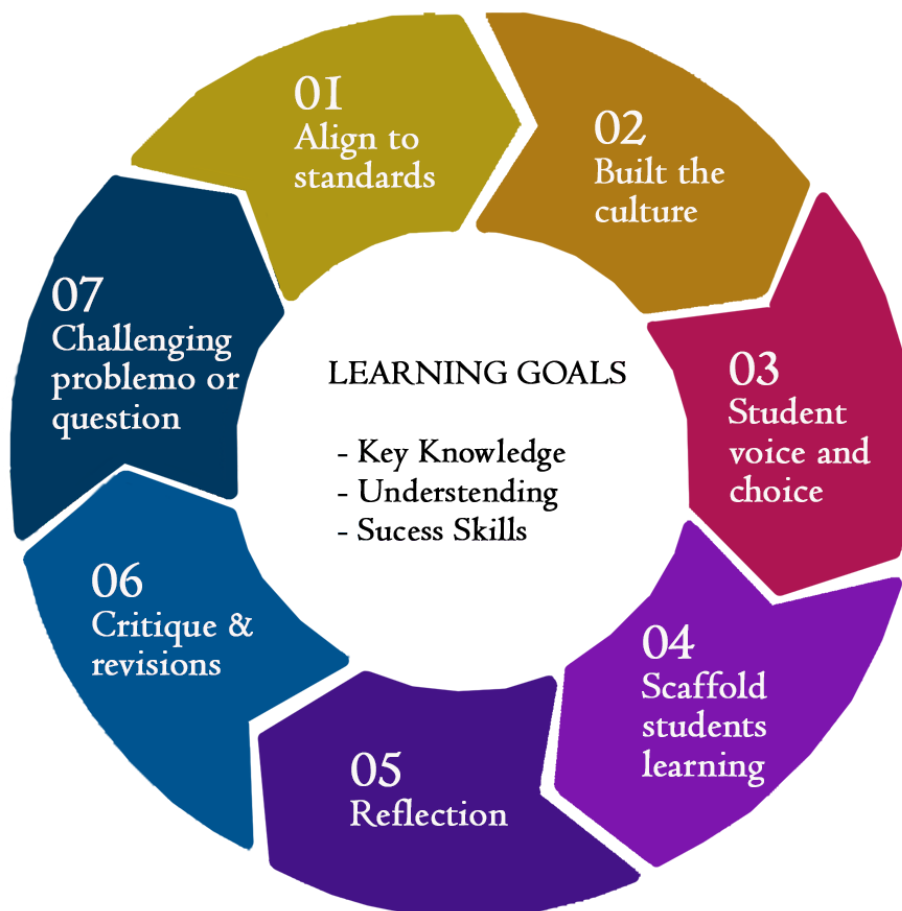 01
Align to
standards
02
Built the
culture
03
Student
voice and
choice
04
Scaffold
students
learning
05
Reflection
06
Critique &
revisions
07
Challenging
problemo or
question
LEARNING GOALS
- Key Knowledge
- Understending
- Sucess Skills